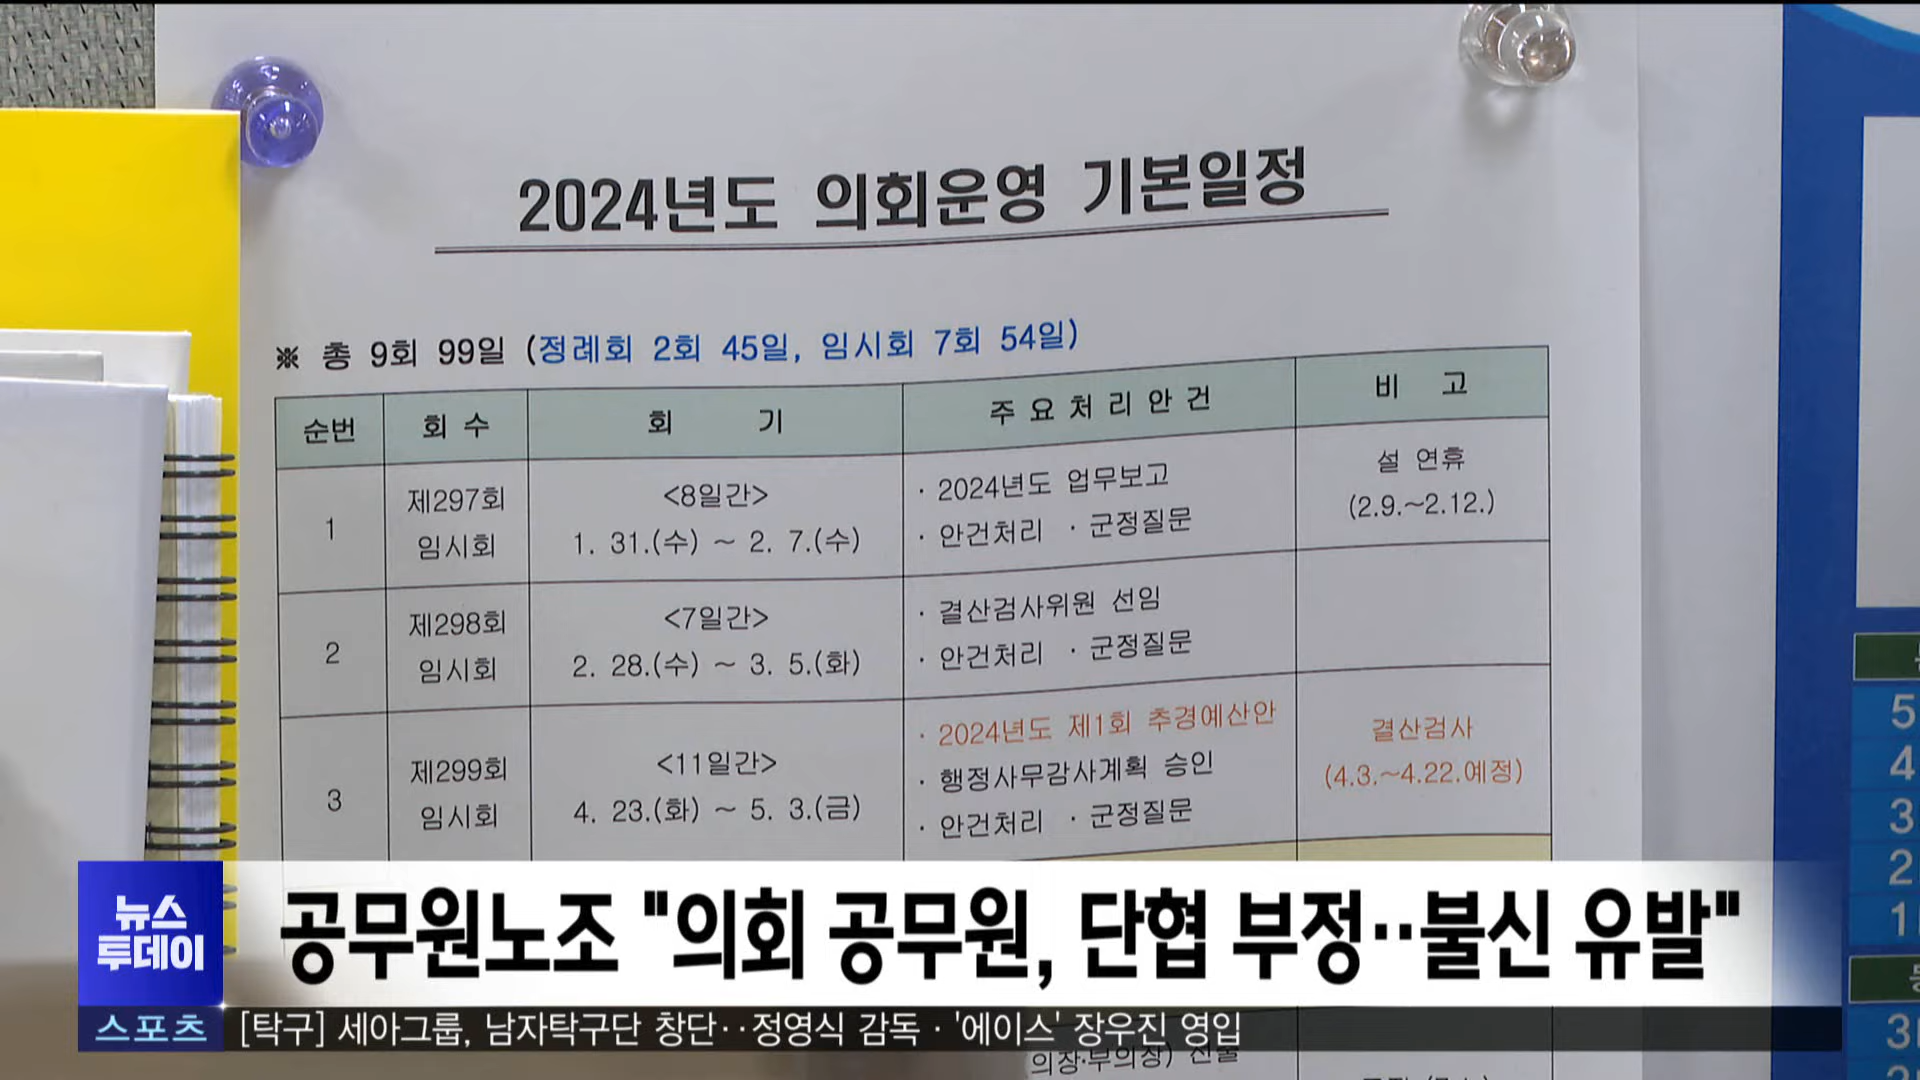 2024년도 의회운영 기본일정
※ 총 9회 99일 (정례회 2회 45일, 임시회 7회 54일)
순번 회 수 회 기 주 요 처 리 안 건 비 고
1 제297회 임시회 <8일간> 1. 31.(수) ~ 2. 7.(수)
· 2024년도 업무보고
· 안건처리 · 군정질문
설 연휴
(2.9.~2.12.)
2 제298회 임시회 <7일간> 2. 28.(수) ~ 3. 5.(화)
· 결산검사위원 선임
· 안건처리 · 군정질문
3 제299회 임시회 <11일간> 4. 23.(화) ~ 5. 3.(금)
· 2024년도 제1회 추경예산안
· 행정사무감사계획 승인
· 안건처리 · 군정질문
결산검사
(4.3.~4.22.예정)
뉴스
투데이
공무원노조 "의회 공무원, 단협 부정··불신 유발"
스포츠 [탁구] 세아그룹, 남자탁구단 창단··정영식 감독·'에이스' 장우진 영입
의장·부의장) 선출
5
4
3
2
1
3